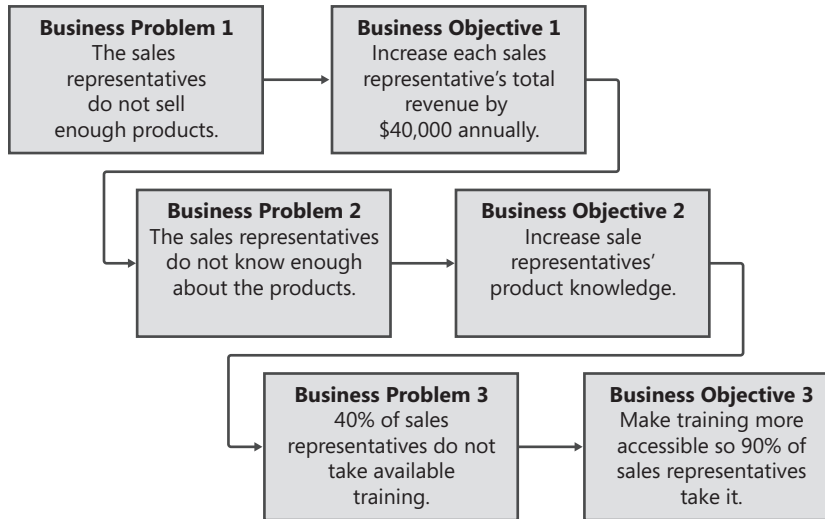 Business Problem 1
The sales
representatives
do not sell
enough products.
Business Objective 1
Increase each sales
representative’s total
revenue by
$40,000 annually.
Business Problem 2
The sales representatives
do not know enough
about the products.
Business Objective 2
Increase sale
representatives’
product knowledge.
Business Problem 3
40% of sales
representatives do not
take available
training.
Business Objective 3
Make training more
accessible so 90% of
sales representatives
take it.